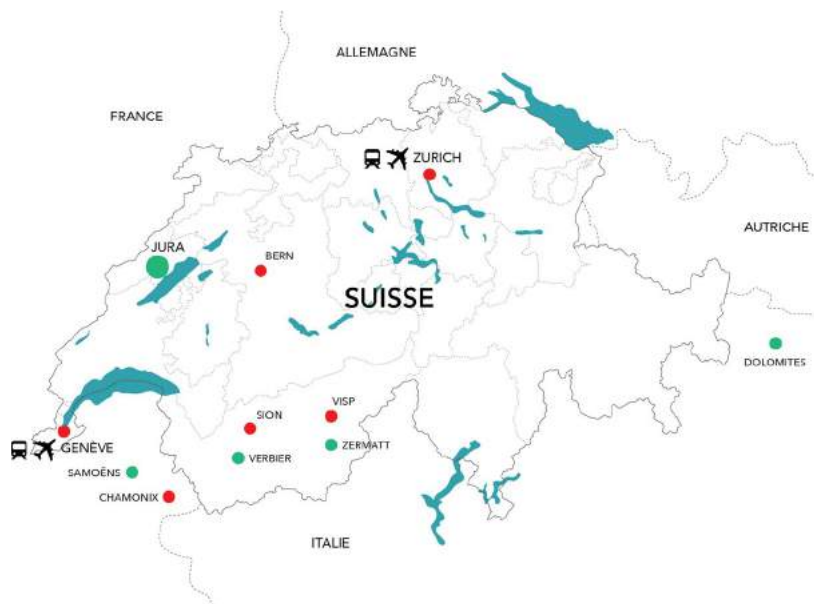 ALLEMAGNE
FRANCE
ZURICH
AUTRICHE
JURA
BERN
SUISSE
DOLOMITES
VISP
SION
GENÈVE
ZERMATT
VERBIER
SAMOËNS
CHAMONIX
ITALIE